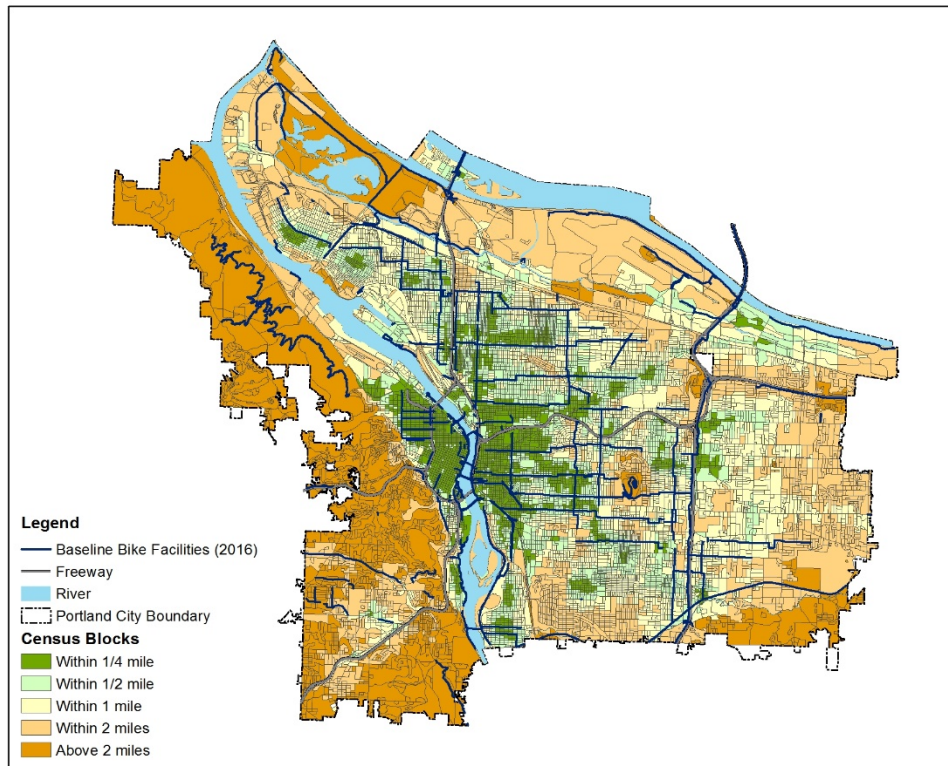 Legend
Baseline Bike Facilities (2016)
Freeway
River
Portland City Boundary
Census Blocks
Within 1/4 mile
Within 1/2 mile
Within 1 mile
Within 2 miles
Above 2 miles